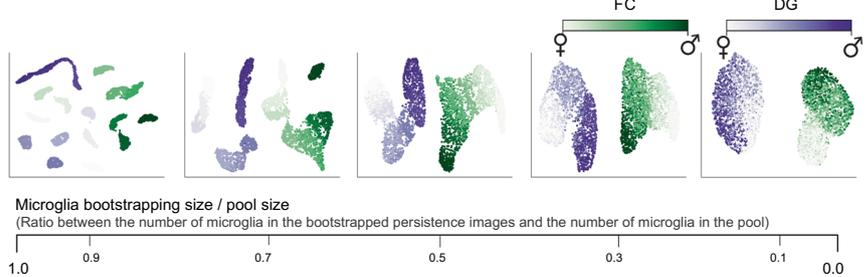 FC
DG
♀
♂
♀
♂
Microglia bootstrapping size / pool size
(Ratio between the number of microglia in the bootstrapped persistence images and the number of microglia in the pool)
1.0
0.9
0.7
0.5
0.3
0.1
0.0